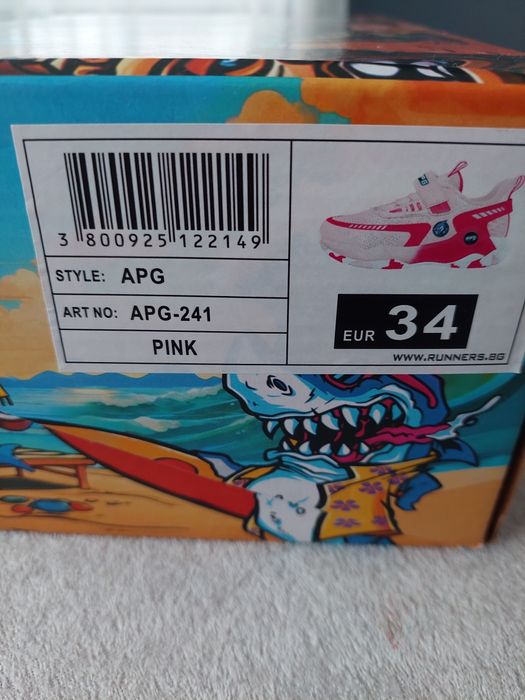 3 800925 122149
STYLE: APG
ART NO: APG-241
PINK
EUR 34
WWW.RUNNERS.BG